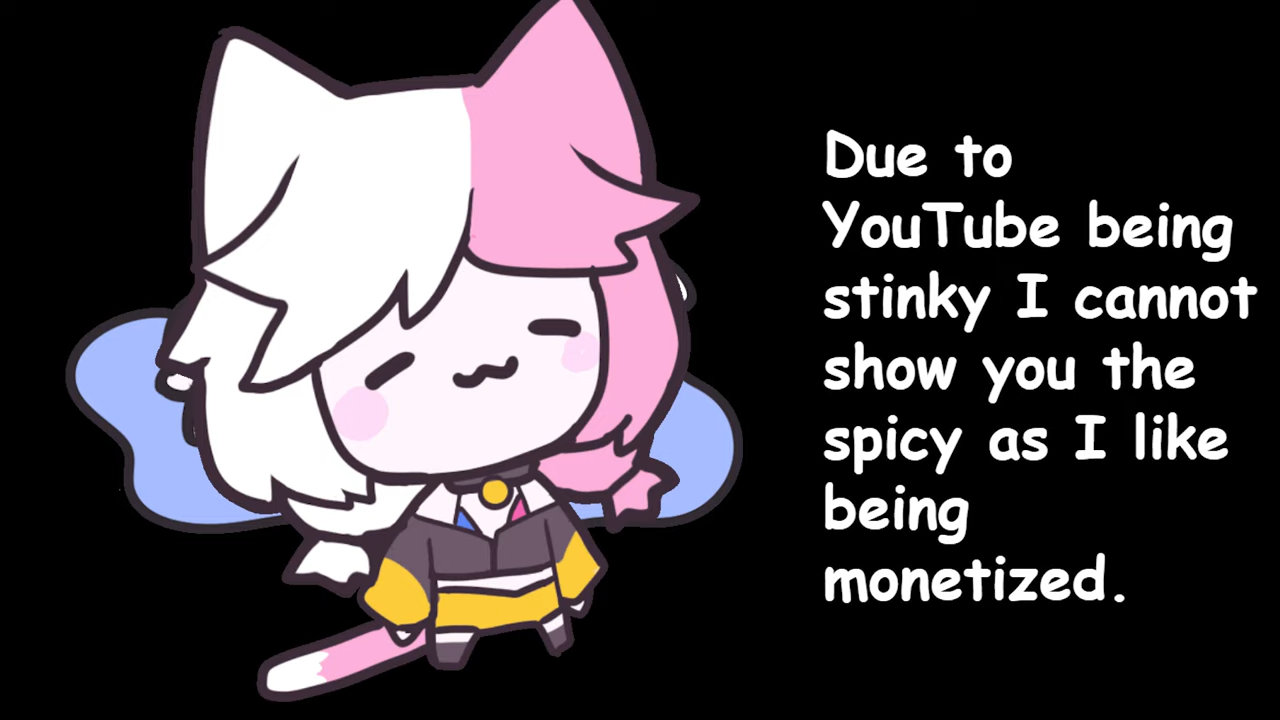 Due to
YouTube being
stinky I cannot
show you the
spicy as I like
being
monetized.